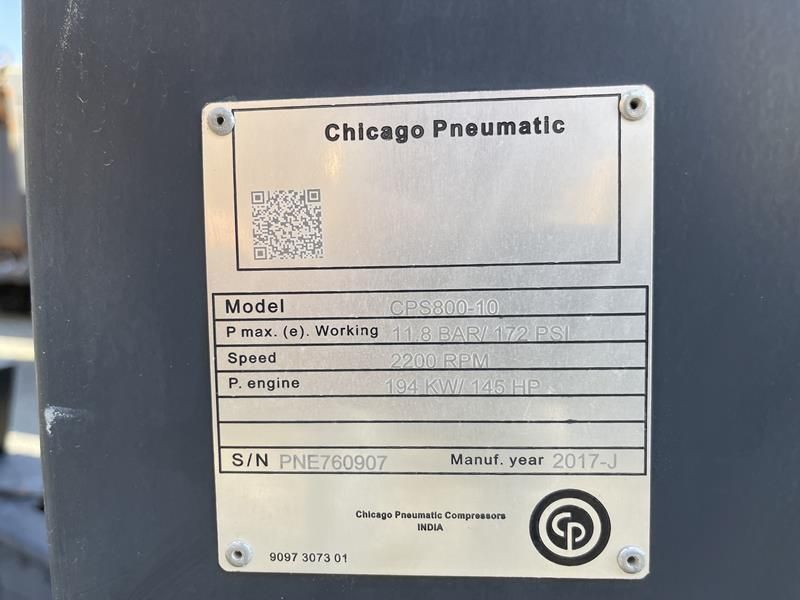 Chicago Pneumatic
Model CPS800-10
P max. (e). Working 11.8 BAR/ 172 PSI
Speed 2200 RPM
P. engine 194 KW/ 145 HP
S/N PNE760907 Manuf. year 2017-J
Chicago Pneumatic Compressors
INDIA
CP
9097 3073 01